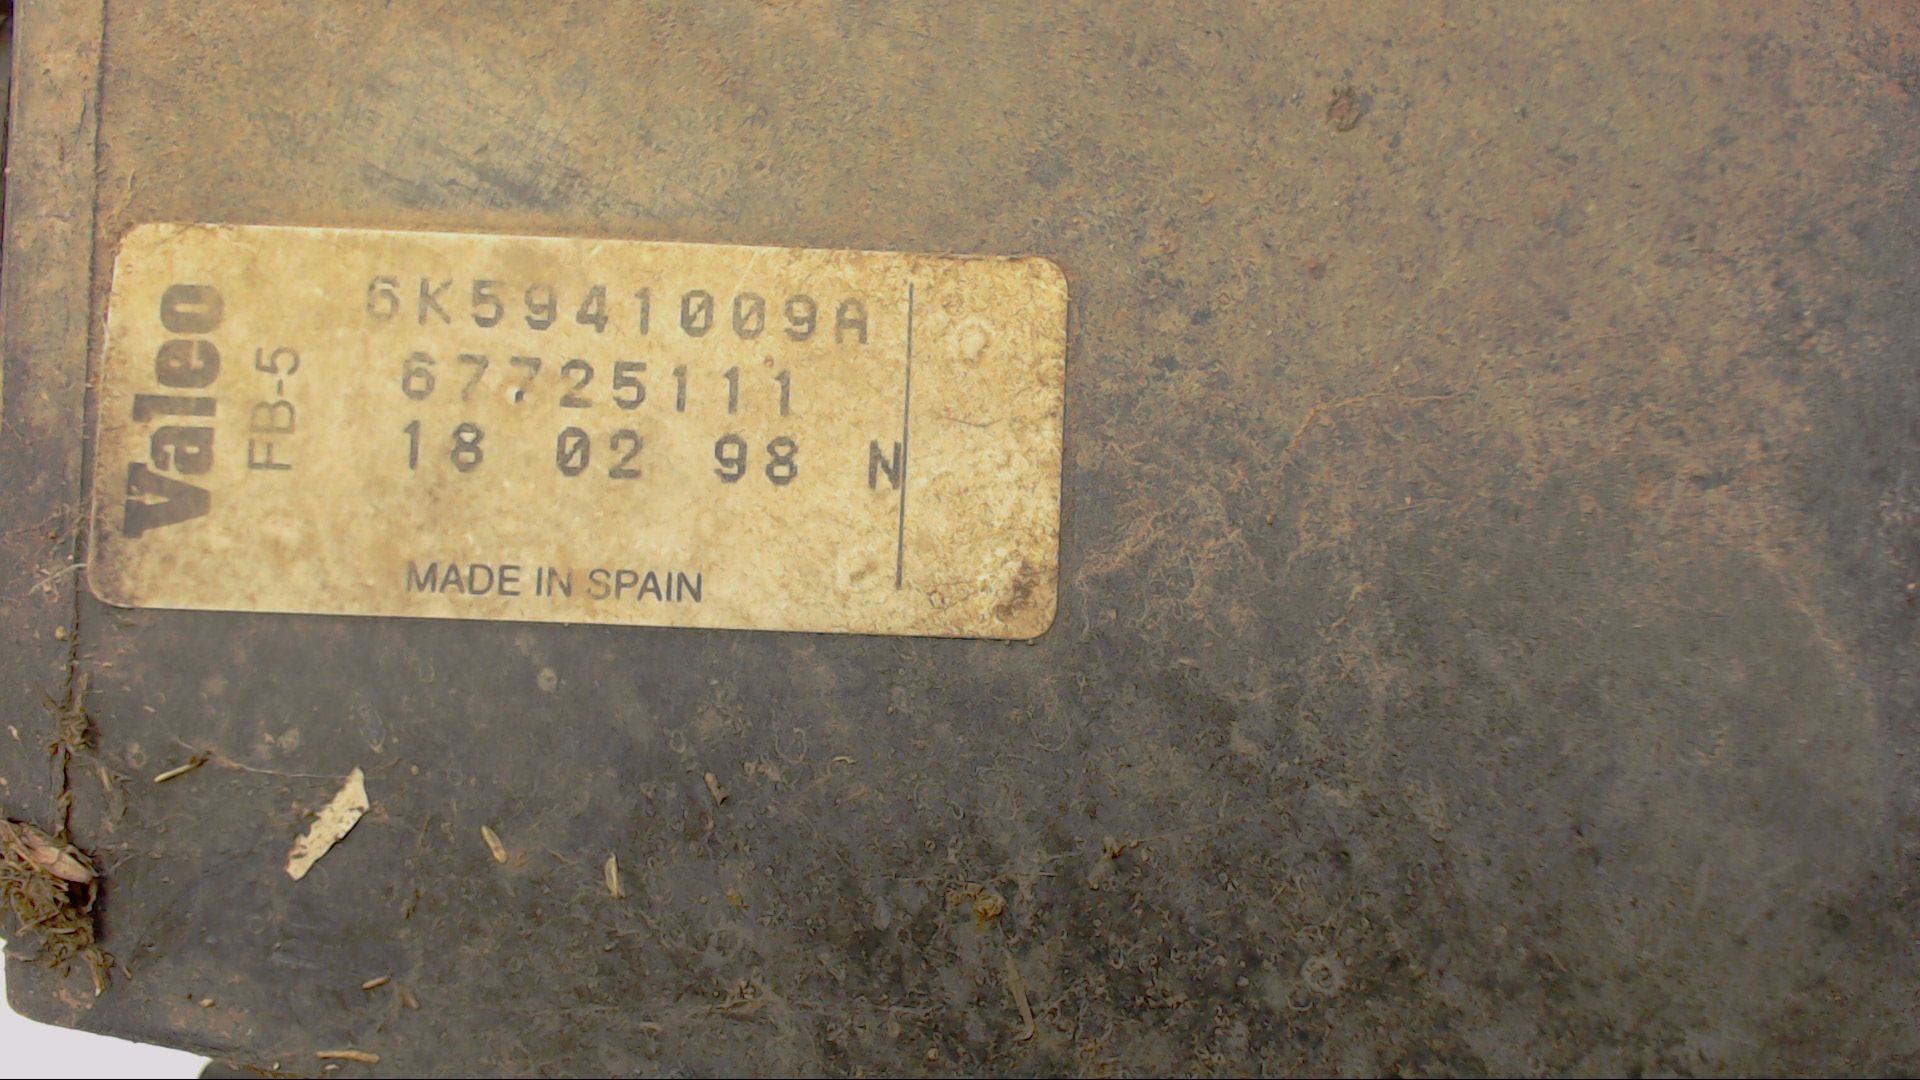 Valeo
FB-5
6K5941009A
67725111
18 02 98 N
MADE IN SPAIN